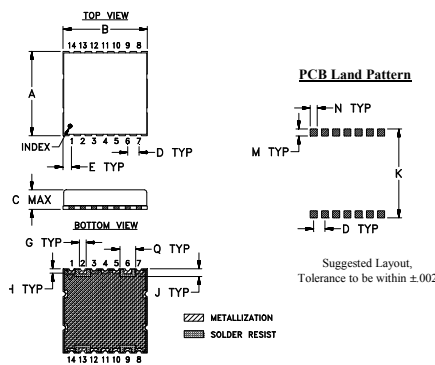 TOP VIEW
B
14 13 12 11 10 9 8
A
INDEX
1 2 3 4 5 6 7
D TYP
E TYP
C MAX
BOTTOM VIEW
G TYP
Q TYP
1 2 3 4 5 6 7
H TYP
J TYP
METALLIZATION
SOLDER RESIST
14 13 12 11 10 9 8
PCB Land Pattern
N TYP
M TYP
K
D TYP
Suggested Layout,
Tolerance to be within ±.002